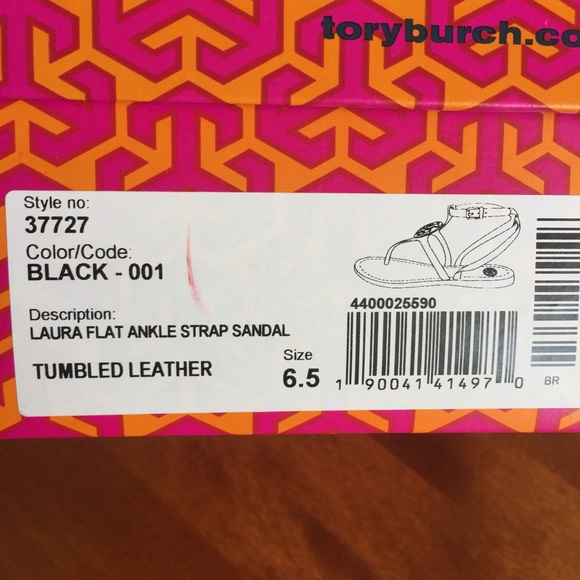 toryburch.co
Style no:
37727
Color/Code:
BLACK - 001
Description:
LAURA FLAT ANKLE STRAP SANDAL
TUMBLED LEATHER
Size
6.5
4400025590
1 90041 41497 0
BR